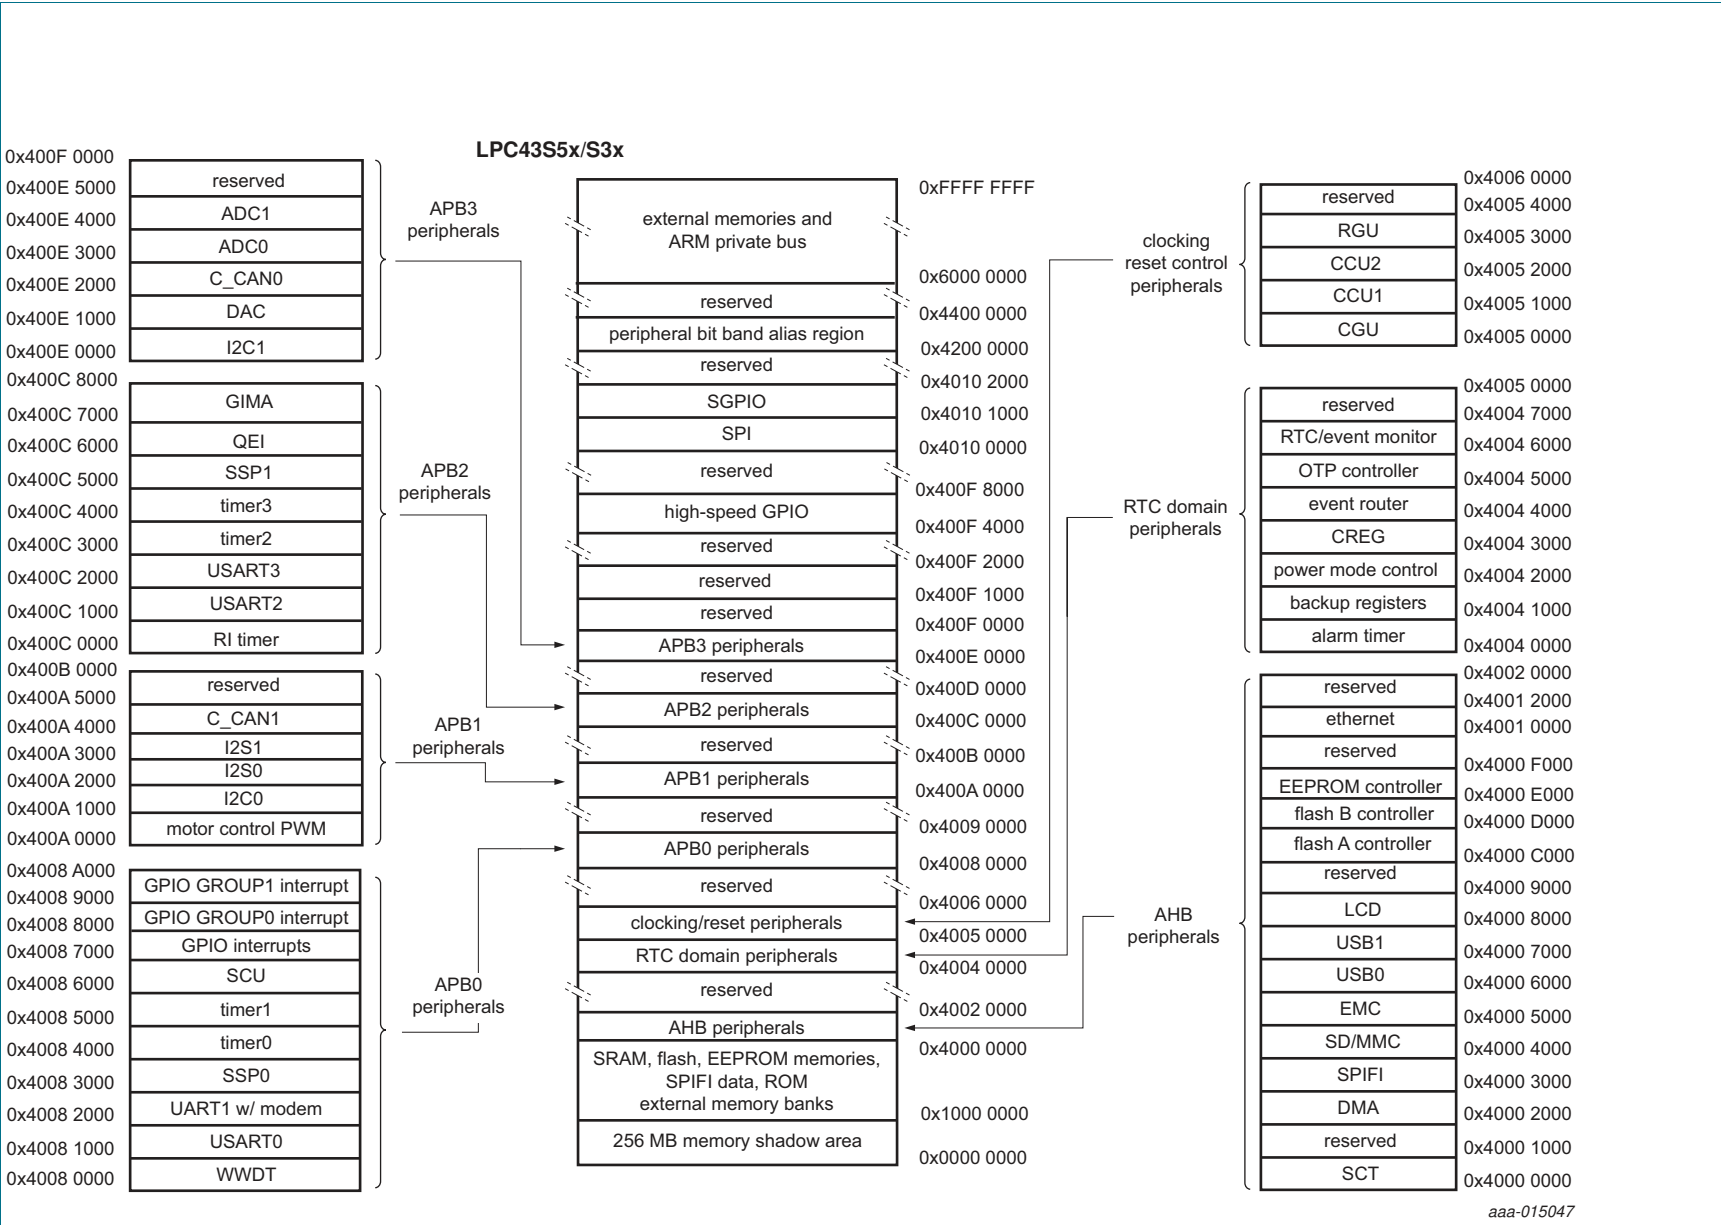 LPC43S5x/S3x
0x400F 0000
reserved
0x400E 5000
ADC1
0x400E 4000
ADC0
0x400E 3000
C_CAN0
0x400E 2000
DAC
0x400E 1000
I2C1
0x400E 0000
APB3
peripherals
0x400C 8000
GIMA
0x400C 7000
QEI
0x400C 6000
SSP1
0x400C 5000
timer3
0x400C 4000
timer2
0x400C 3000
USART3
0x400C 2000
USART2
0x400C 1000
RI timer
0x400C 0000
APB2
peripherals
0x400B 0000
reserved
0x400A 5000
C_CAN1
0x400A 4000
I2S1
0x400A 3000
I2S0
0x400A 2000
I2C0
0x400A 1000
motor control PWM
0x400A 0000
APB1
peripherals
0x4008 A000
GPIO GROUP1 interrupt
0x4008 9000
GPIO GROUP0 interrupt
0x4008 8000
GPIO interrupts
0x4008 7000
SCU
0x4008 6000
timer1
0x4008 5000
timer0
0x4008 4000
SSP0
0x4008 3000
UART1 w/ modem
0x4008 2000
USART0
0x4008 1000
WWDT
0x4008 0000
APB0
peripherals
0xFFFF FFFF
external memories and
ARM private bus
0x6000 0000
reserved
0x4400 0000
peripheral bit band alias region
0x4200 0000
reserved
0x4010 2000
SGPIO
0x4010 1000
SPI
0x4010 0000
reserved
0x400F 8000
high-speed GPIO
0x400F 4000
reserved
0x400F 2000
reserved
0x400F 1000
reserved
0x400F 0000
APB3 peripherals
0x400E 0000
reserved
0x400D 0000
APB2 peripherals
0x400C 0000
reserved
0x400B 0000
APB1 peripherals
0x400A 0000
reserved
0x4009 0000
APB0 peripherals
0x4008 0000
reserved
0x4006 0000
clocking/reset peripherals
0x4005 0000
RTC domain peripherals
0x4004 0000
reserved
0x4002 0000
AHB peripherals
0x4000 0000
SRAM, flash, EEPROM memories,
SPIFI data, ROM
external memory banks
0x1000 0000
256 MB memory shadow area
0x0000 0000
clocking
reset control
peripherals
0x4006 0000
reserved
0x4005 4000
RGU
0x4005 3000
CCU2
0x4005 2000
CCU1
0x4005 1000
CGU
0x4005 0000
RTC domain
peripherals
0x4005 0000
reserved
0x4004 7000
RTC/event monitor
0x4004 6000
OTP controller
0x4004 5000
event router
0x4004 4000
CREG
0x4004 3000
power mode control
0x4004 2000
backup registers
0x4004 1000
alarm timer
0x4004 0000
AHB
peripherals
0x4002 0000
reserved
0x4001 2000
ethernet
0x4001 0000
reserved
0x4000 F000
EEPROM controller
0x4000 E000
flash B controller
0x4000 D000
flash A controller
0x4000 C000
reserved
0x4000 9000
LCD
0x4000 8000
USB1
0x4000 7000
USB0
0x4000 6000
EMC
0x4000 5000
SD/MMC
0x4000 4000
SPIFI
0x4000 3000
DMA
0x4000 2000
reserved
0x4000 1000
SCT
0x4000 0000
aaa-015047